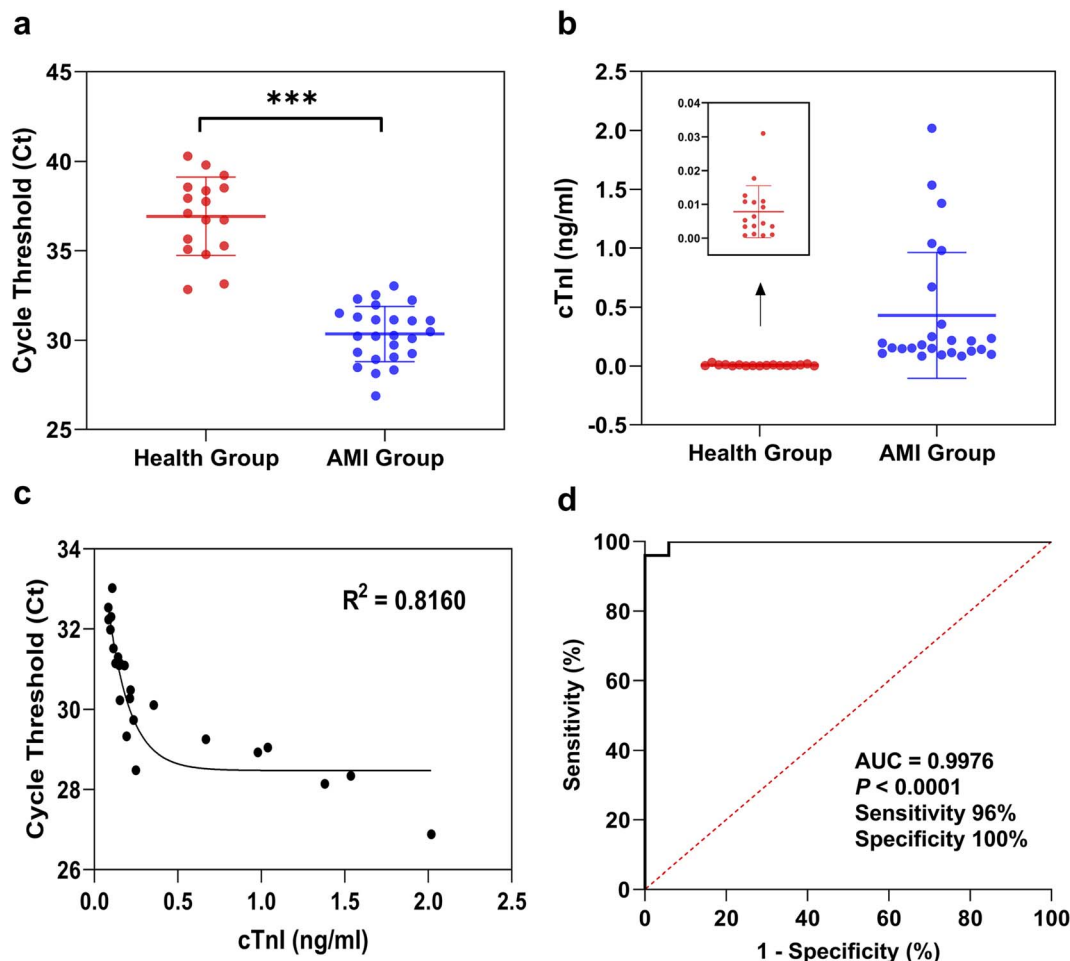 a
45
40
35
30
25
Cycle Threshold (Ct)
***
Health Group
AMI Group
b
2.5
2.0
1.5
1.0
0.5
0.0
-0.5
cTnI (ng/ml)
0.04
0.03
0.02
0.01
0.00
Health Group
AMI Group
c
34
32
30
28
26
Cycle Threshold (Ct)
R² = 0.8160
0.0 0.5 1.0 1.5 2.0 2.5
cTnI (ng/ml)
d
100
80
60
40
20
0
Sensitivity (%)
AUC = 0.9976
P < 0.0001
Sensitivity 96%
Specificity 100%
0 20 40 60 80 100
1 - Specificity (%)